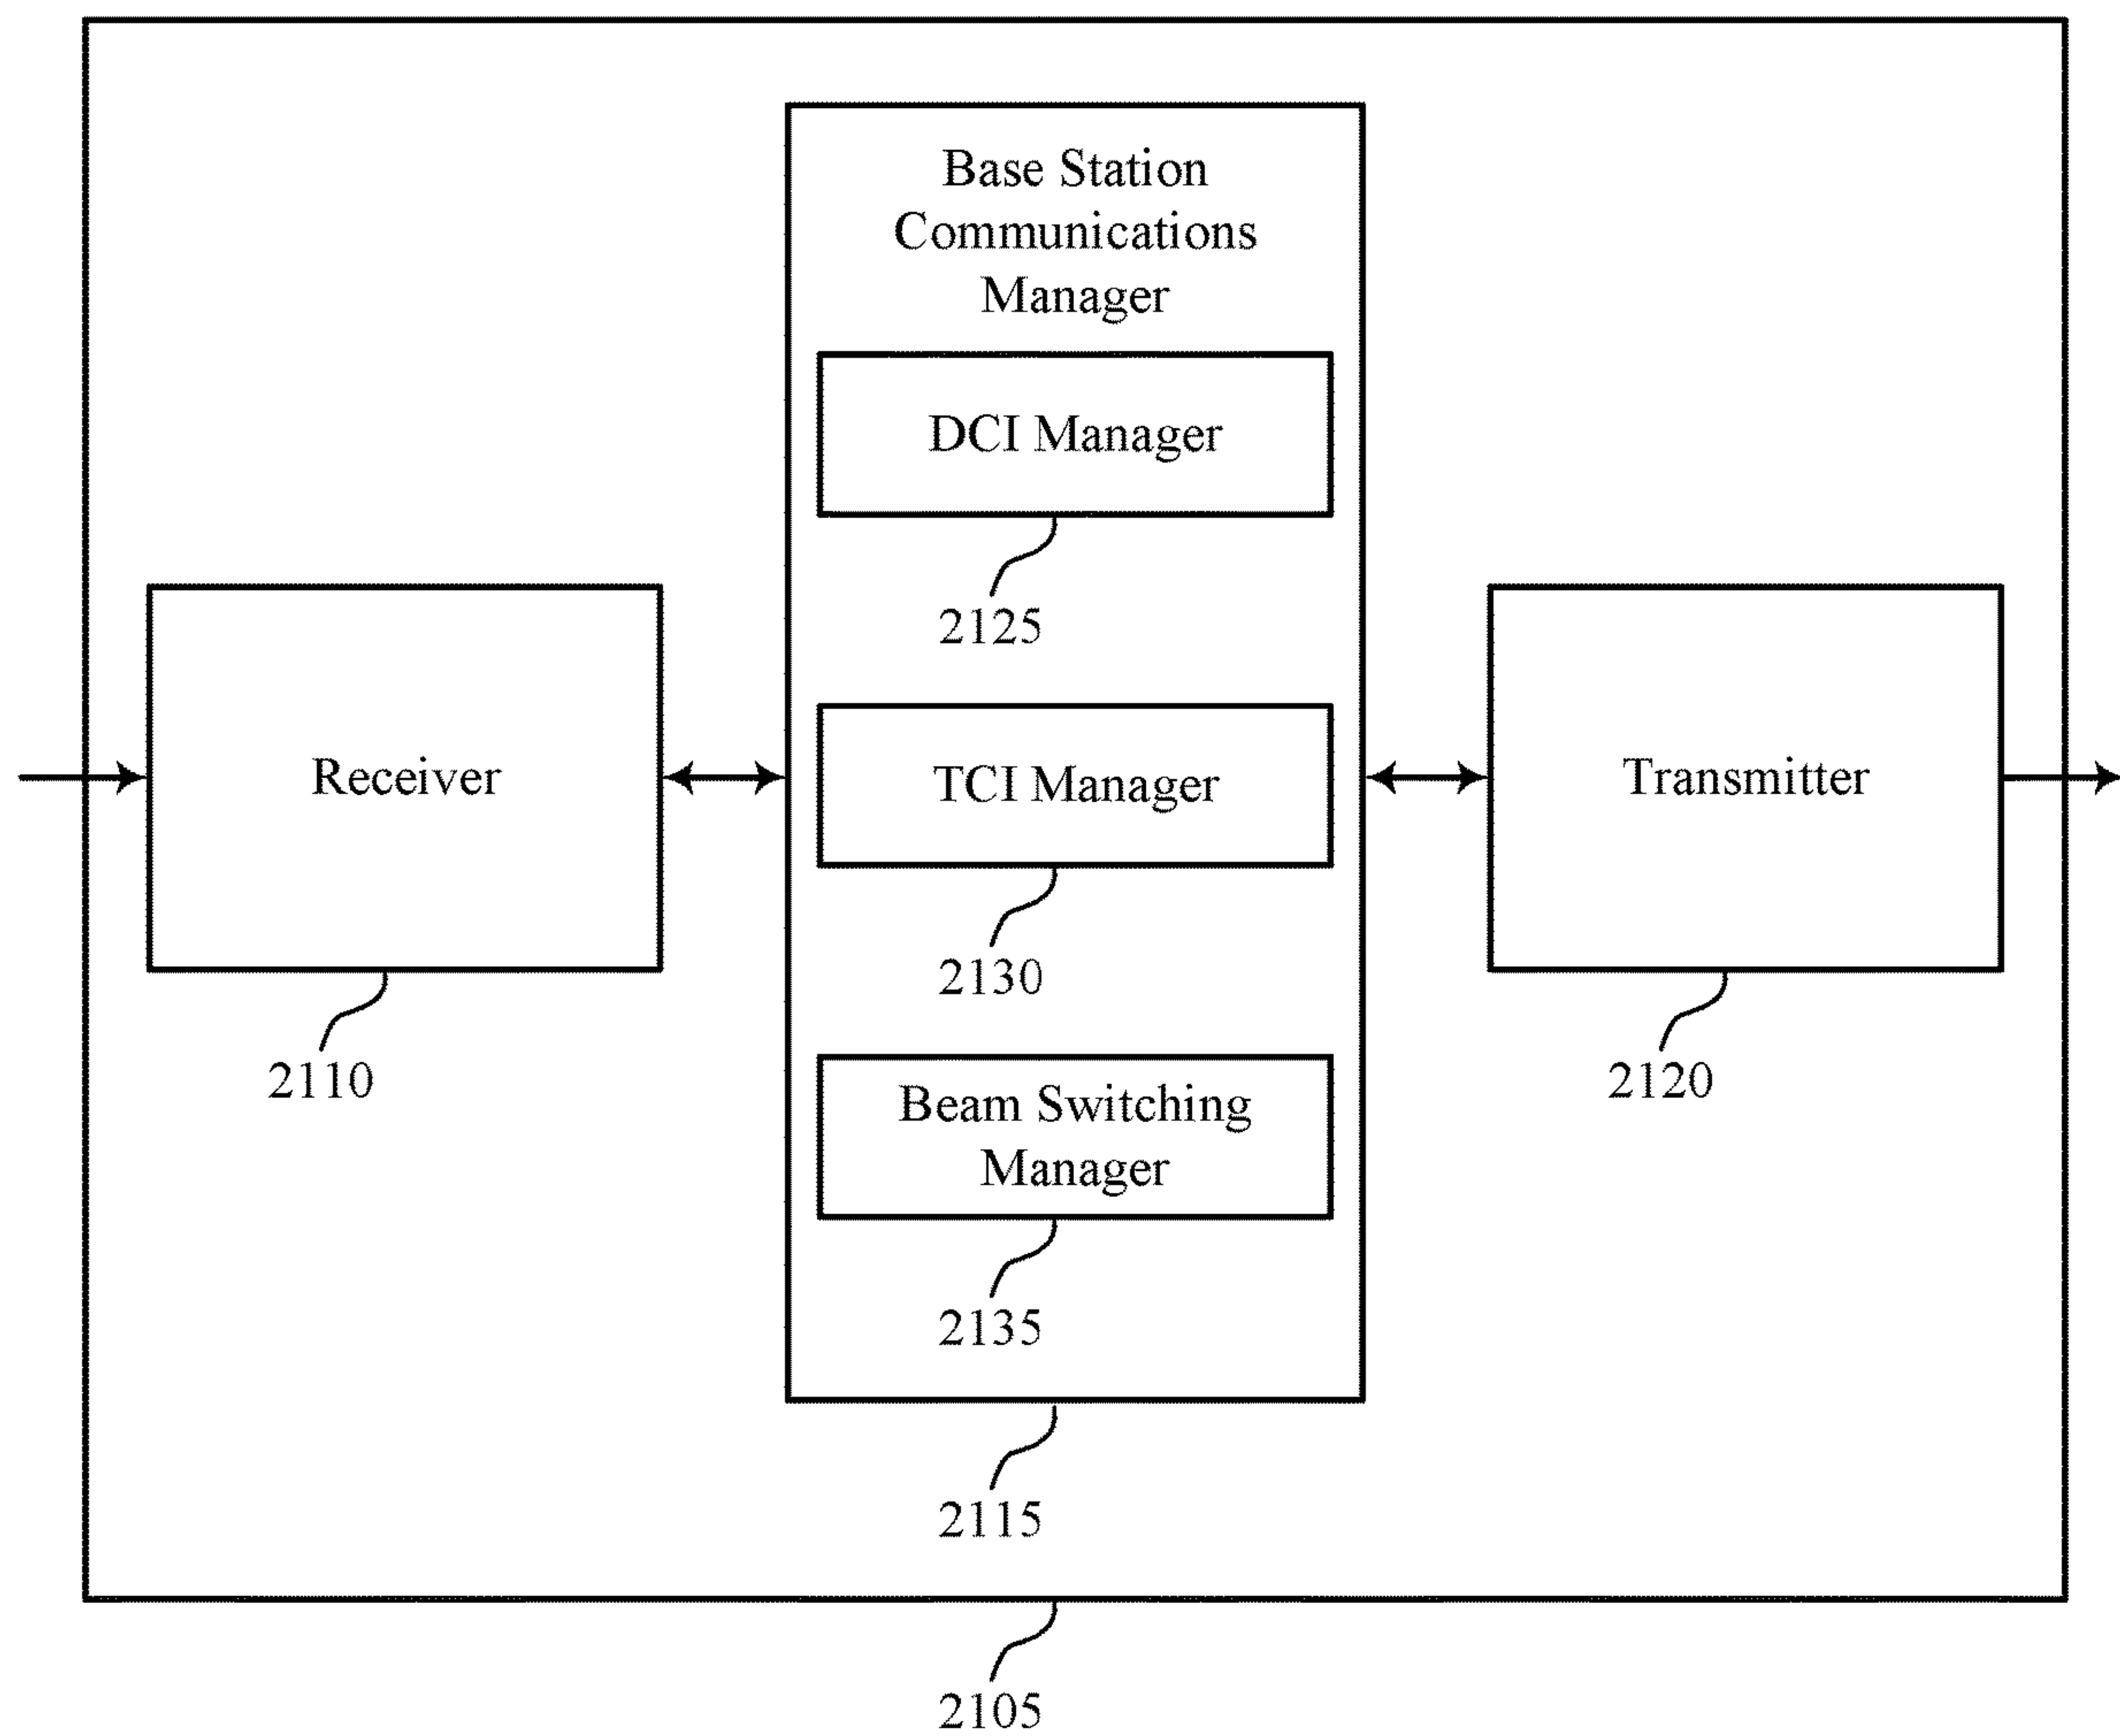 Base Station
Communications
Manager
DCI Manager
2125
Receiver
2110
TCI Manager
2130
Transmitter
2120
Beam Switching
Manager
2135
2115
2105